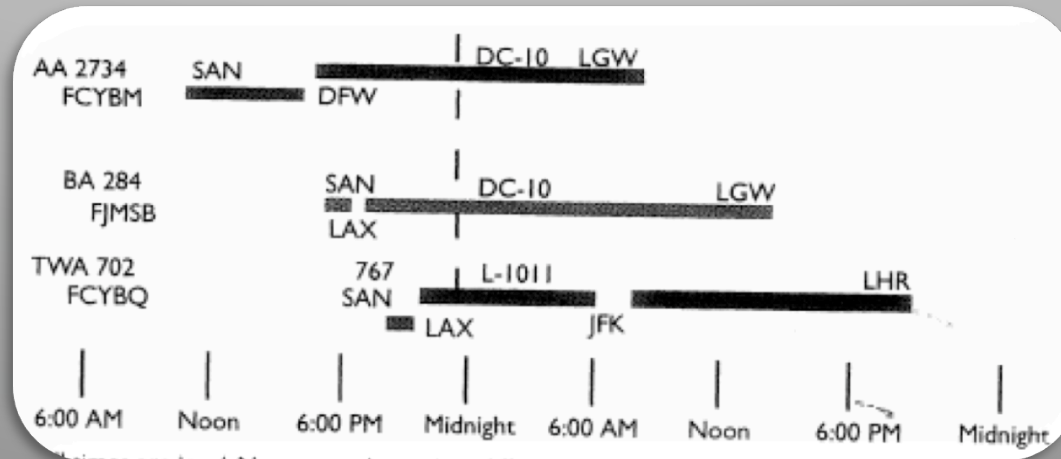 AA 2734 SAN DC-10 LGW
FCYBM DFW
BA 284 SAN DC-10 LGW
FJMSB LAX
TWA 702 767 L-1011 LHR
FCYBQ SAN
LAX JFK
6:00 AM Noon 6:00 PM Midnight 6:00 AM Noon 6:00 PM Midnight